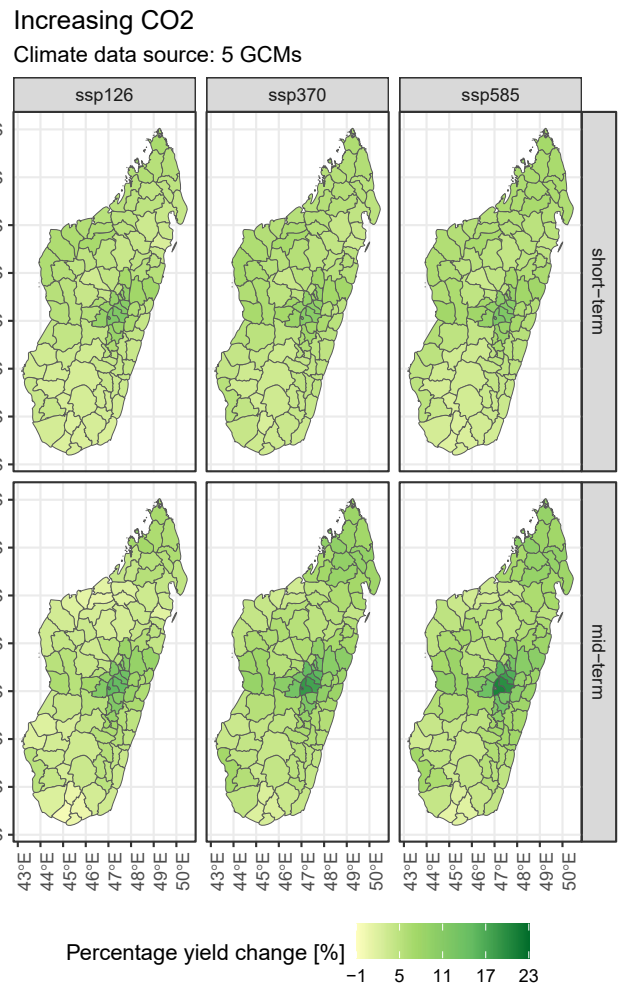 Increasing CO2
Climate data source: 5 GCMs
ssp126 ssp370 ssp585
short−term
mid−term
43°E 44°E 45°E 46°E 47°E 48°E 49°E 50°E 43°E 44°E 45°E 46°E 47°E 48°E 49°E 50°E 43°E 44°E 45°E 46°E 47°E 48°E 49°E 50°E
Percentage yield change [%]
−1 5 11 17 23